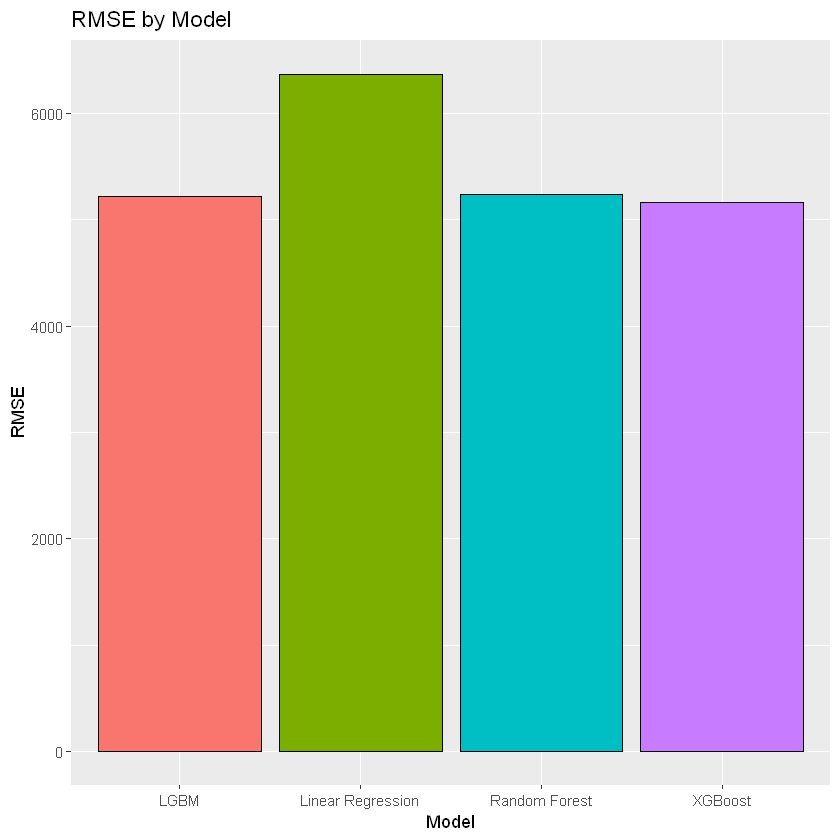 RMSE by Model
6000
4000
2000
0
RMSE
LGBM Linear Regression Random Forest XGBoost
Model